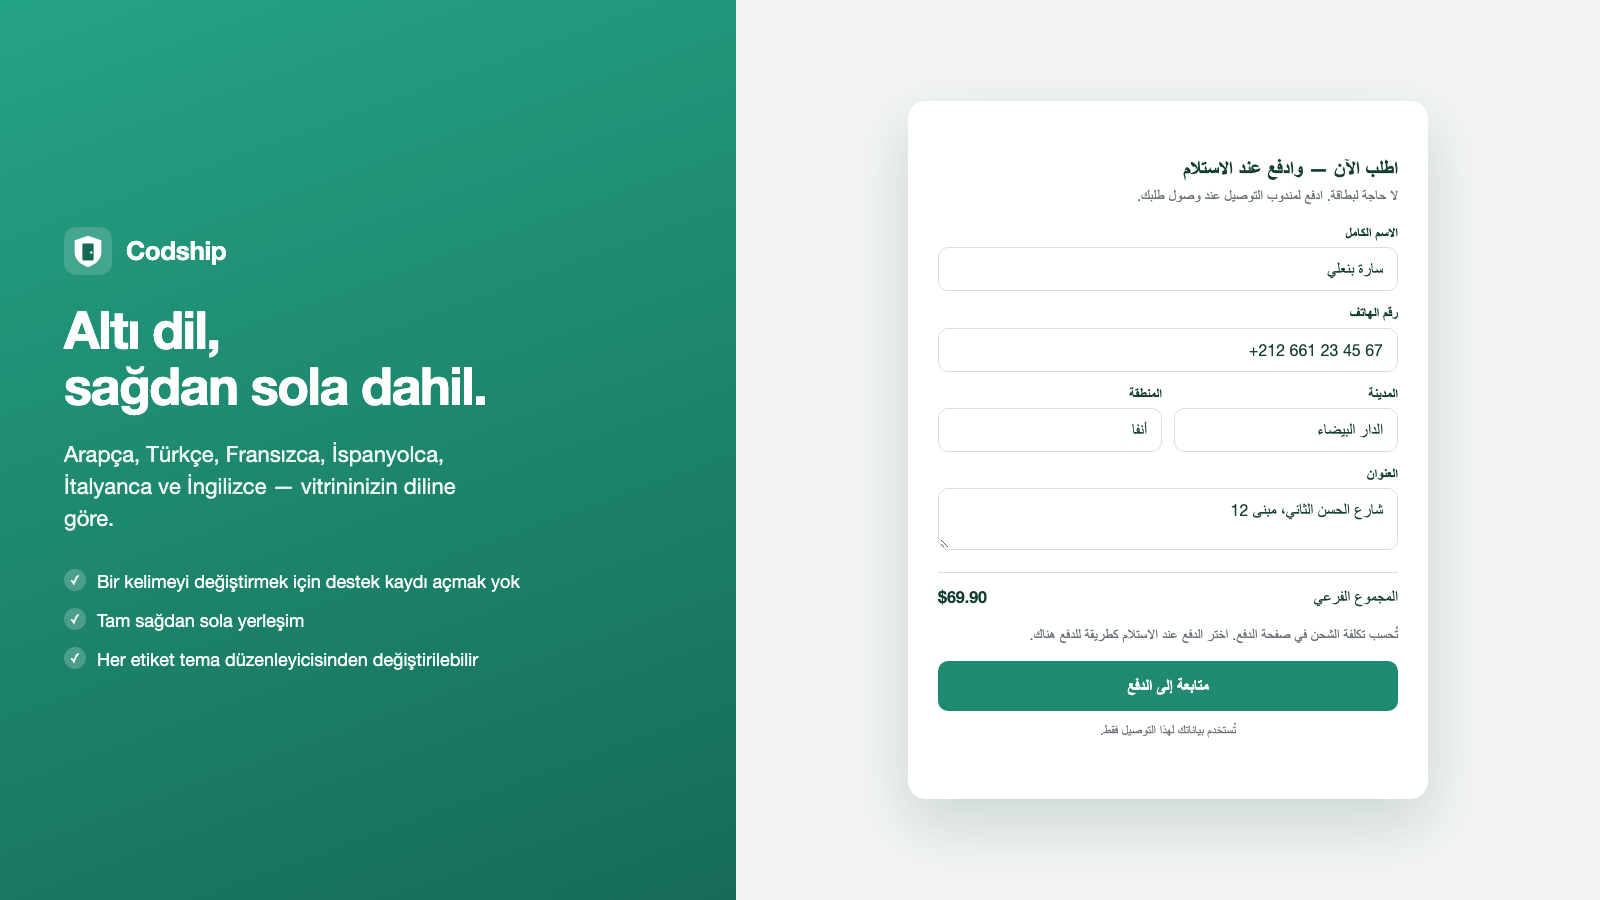 Codship
Altı dil,
sağdan sola dahil.
Arapça, Türkçe, Fransızca, İspanyolca,
İtalyanca ve İngilizce — vitrininizin diline
göre.
Bir kelimeyi değiştirmek için destek kaydı açmak yok
Tam sağdan sola yerleşim
Her etiket tema düzenleyicisinden değiştirilebilir
اطلب الآن — وادفع عند الاستلام
لا حاجة لبطاقة. ادفع لمندوب التوصيل عند وصول طلبك.
الاسم الكامل
سارة بنعلي
رقم الهاتف
+212 661 23 45 67
المدينة
المنطقة
الدار البيضاء
أنفا
العنوان
شارع الحسن الثاني، مبنى 12
المجموع الفرعي
$69.90
تُحسب تكلفة الشحن في صفحة الدفع. اختر الدفع عند الاستلام كطريقة للدفع هناك.
متابعة إلى الدفع
تُستخدم بياناتك لهذا التوصيل فقط.